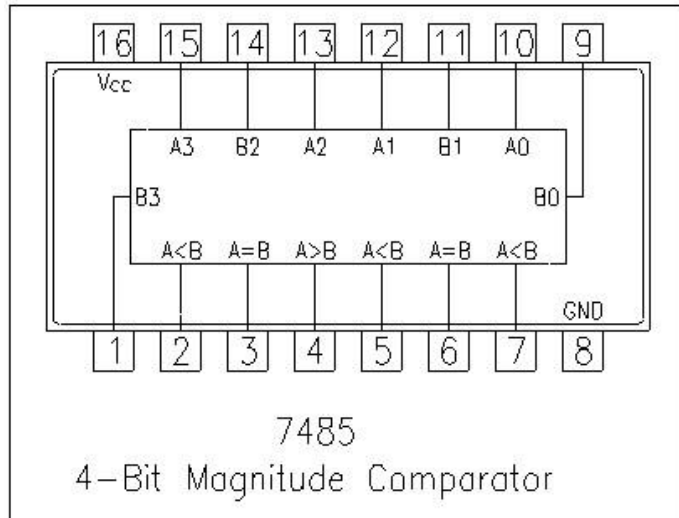 16 15 14 13 12 11 10 9
Vcc
A3 B2 A2 A1 B1 A0
B3 B0
A<B A=B A>B A<B A=B A<B
GND
1 2 3 4 5 6 7 8
7485
4-Bit Magnitude Comparator